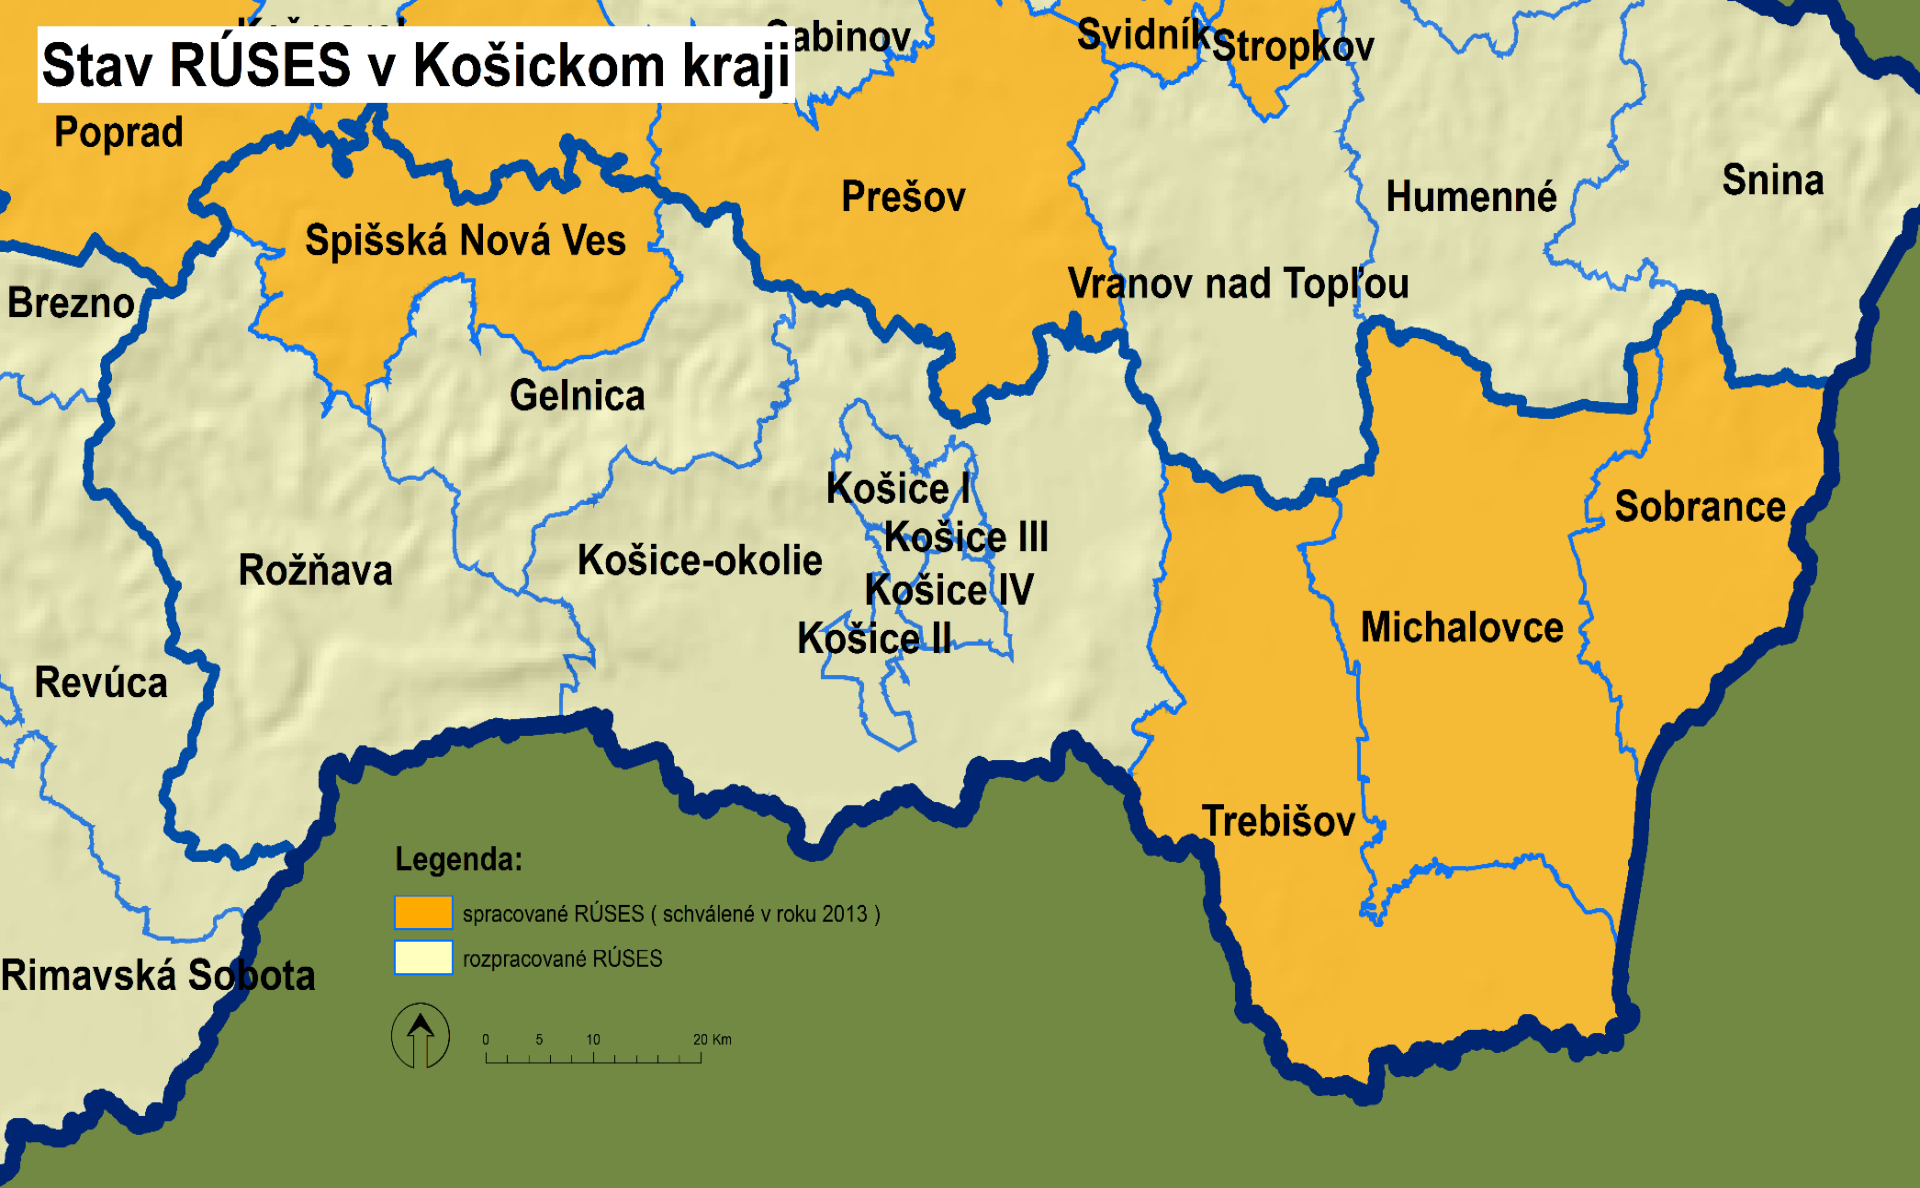 Stav RÚSES v Košickom kraji
Svidník
Stropkov
Poprad
Prešov
Humenné
Snina
Spišská Nová Ves
Vranov nad Topľou
Brezno
Gelnica
Košice I
Sobrance
Košice III
Košice-okolie
Rožňava
Košice IV
Michalovce
Košice II
Revúca
Trebišov
Legenda:
spracované RÚSES ( schválené v roku 2013 )
rozpracované RÚSES
Rimavská Sobota
0 5 10 20 Km